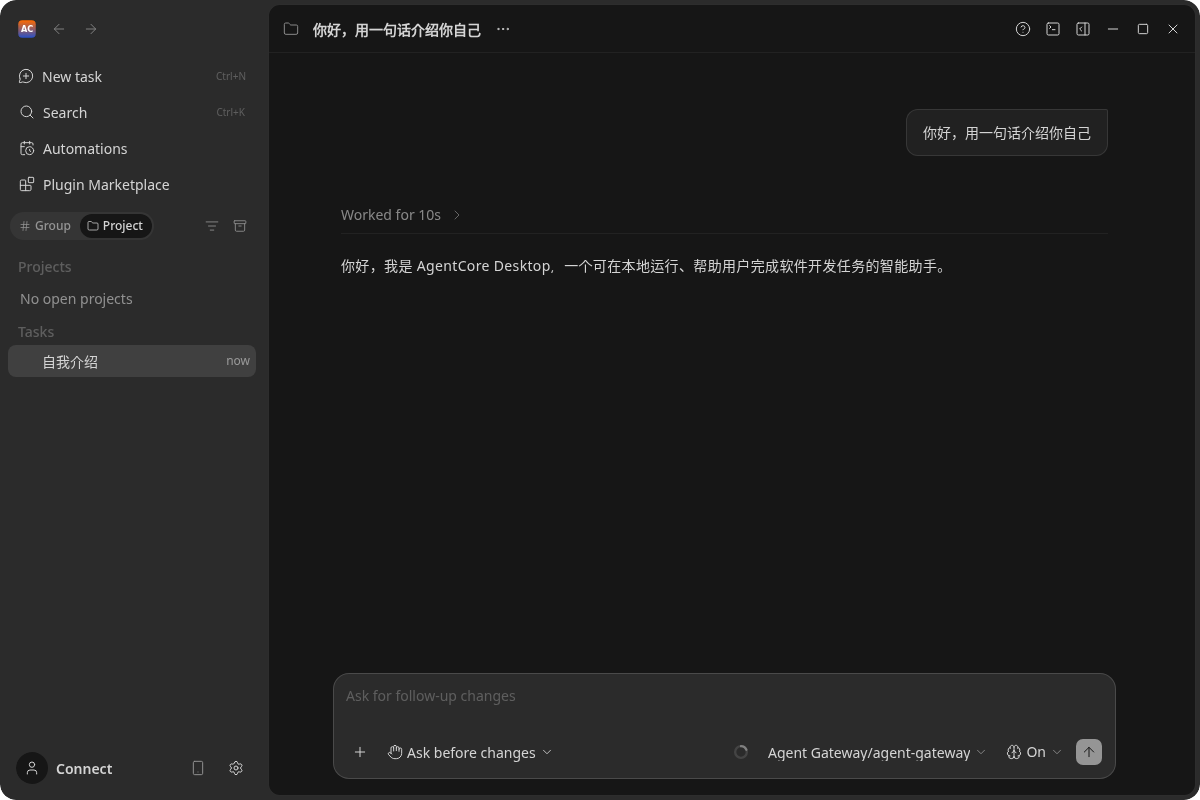 AC
你好，用一句话介绍你自己
New task Ctrl+N
Search Ctrl+K
Automations
Plugin Marketplace
Group Project
Projects
No open projects
Tasks
自我介绍 now
你好，用一句话介绍你自己
Worked for 10s
你好，我是 AgentCore Desktop，一个可在本地运行、帮助用户完成软件开发任务的智能助手。
Ask for follow-up changes
Ask before changes Agent Gateway/agent-gateway On
Connect